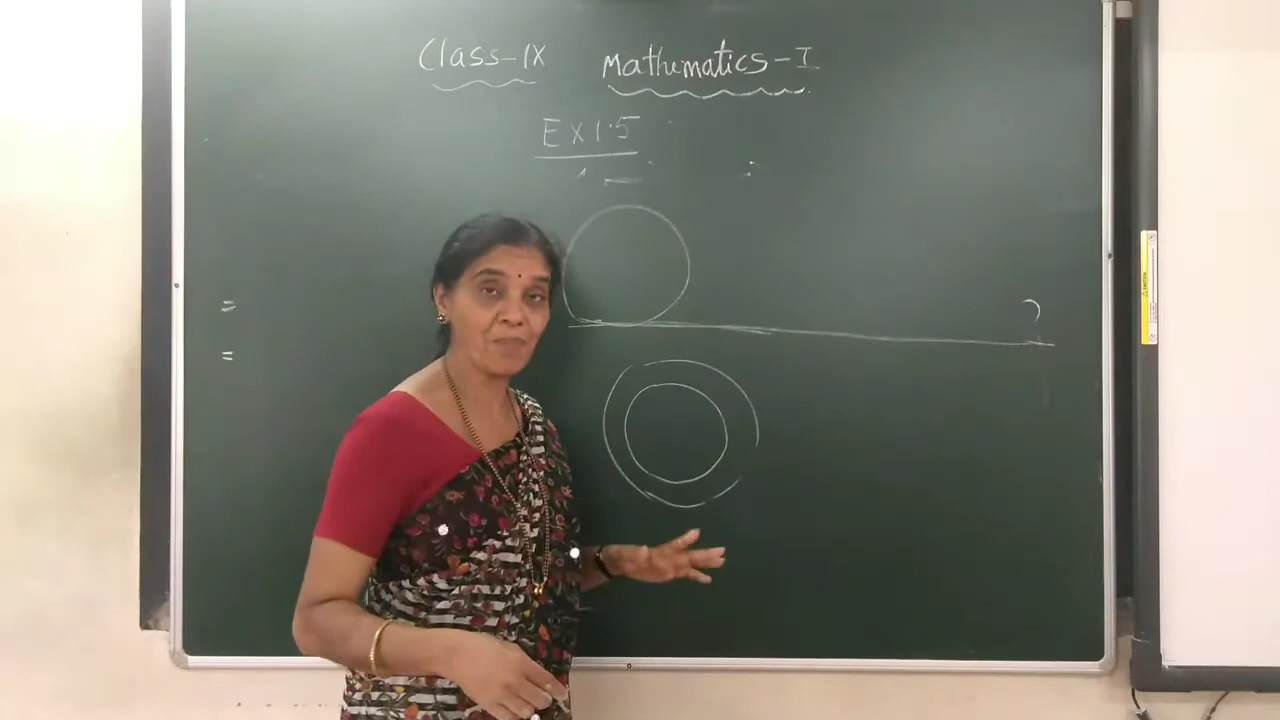 Class-IX Mathematics-I
EX 1.5
=
=